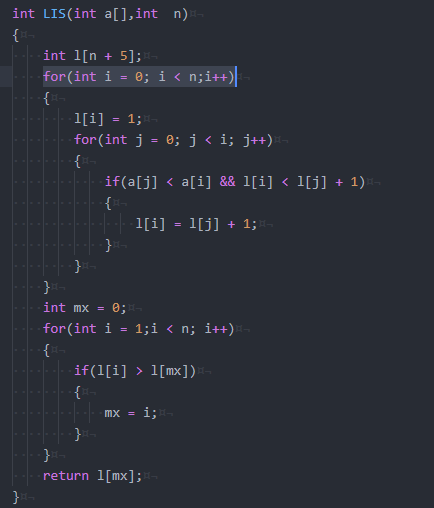 int LIS(int a[],int  n)
{
    int l[n + 5];
    for(int i = 0; i < n;i++)
    {
        l[i] = 1;
        for(int j = 0; j < i; j++)
        {
            if(a[j] < a[i] && l[i] < l[j] + 1)
            {
                l[i] = l[j] + 1;
            }
        }
    }
    int mx = 0;
    for(int i = 1;i < n; i++)
    {
        if(l[i] > l[mx])
        {
            mx = i;
        }
    }
    return l[mx];
}